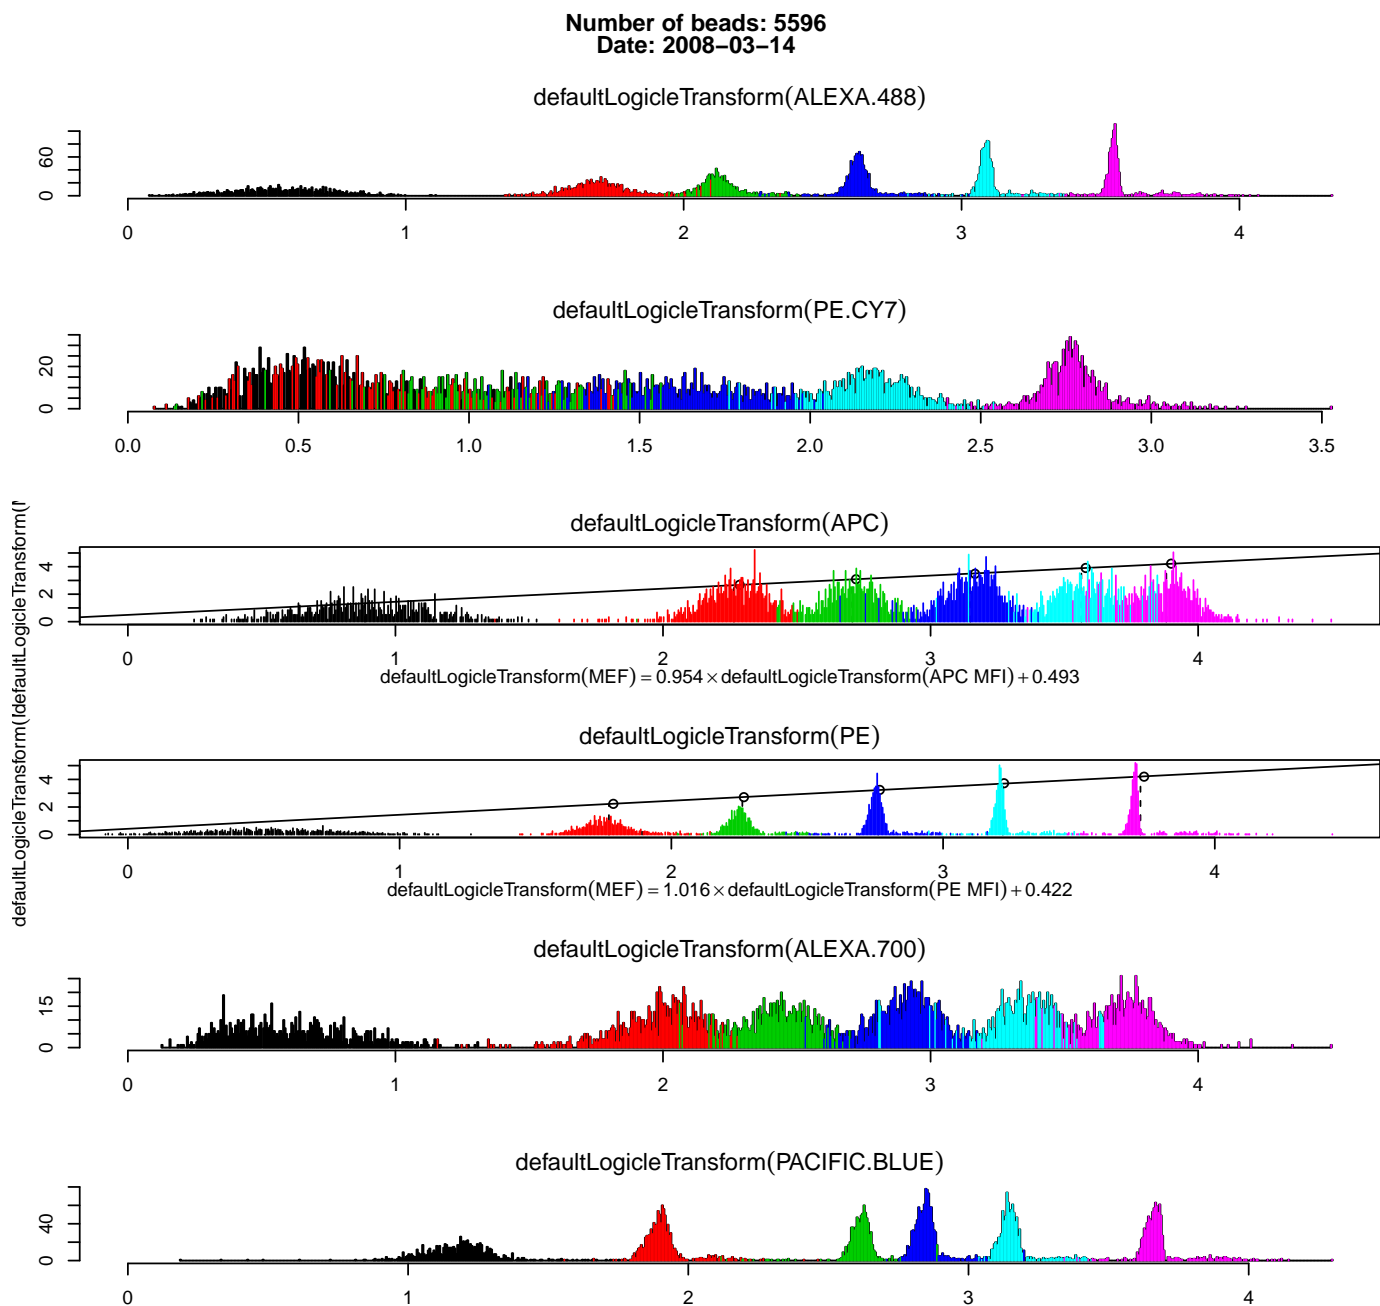 Number of beads: 5596
Date: 2008−03−14
defaultLogicleTransform(ALEXA.488)
0 60
0 1 2 3 4
defaultLogicleTransform(PE.CY7)
0 20
0.0 0.5 1.0 1.5 2.0 2.5 3.0 3.5
defaultLogicleTransform(APC)
0 2 4
0 1 2 3 4
defaultLogicleTransform(MEF) = 0.954 × defaultLogicleTransform(APC MFI) + 0.493
defaultLogicleTransform(PE)
0 2 4
0 1 2 3 4
defaultLogicleTransform(MEF) = 1.016 × defaultLogicleTransform(PE MFI) + 0.422
defaultLogicleTransform(
defaultLogicleTransform(
defaultLogicleTransform(ALEXA.700)
0 15
0 1 2 3 4
defaultLogicleTransform(PACIFIC.BLUE)
0 40
0 1 2 3 4